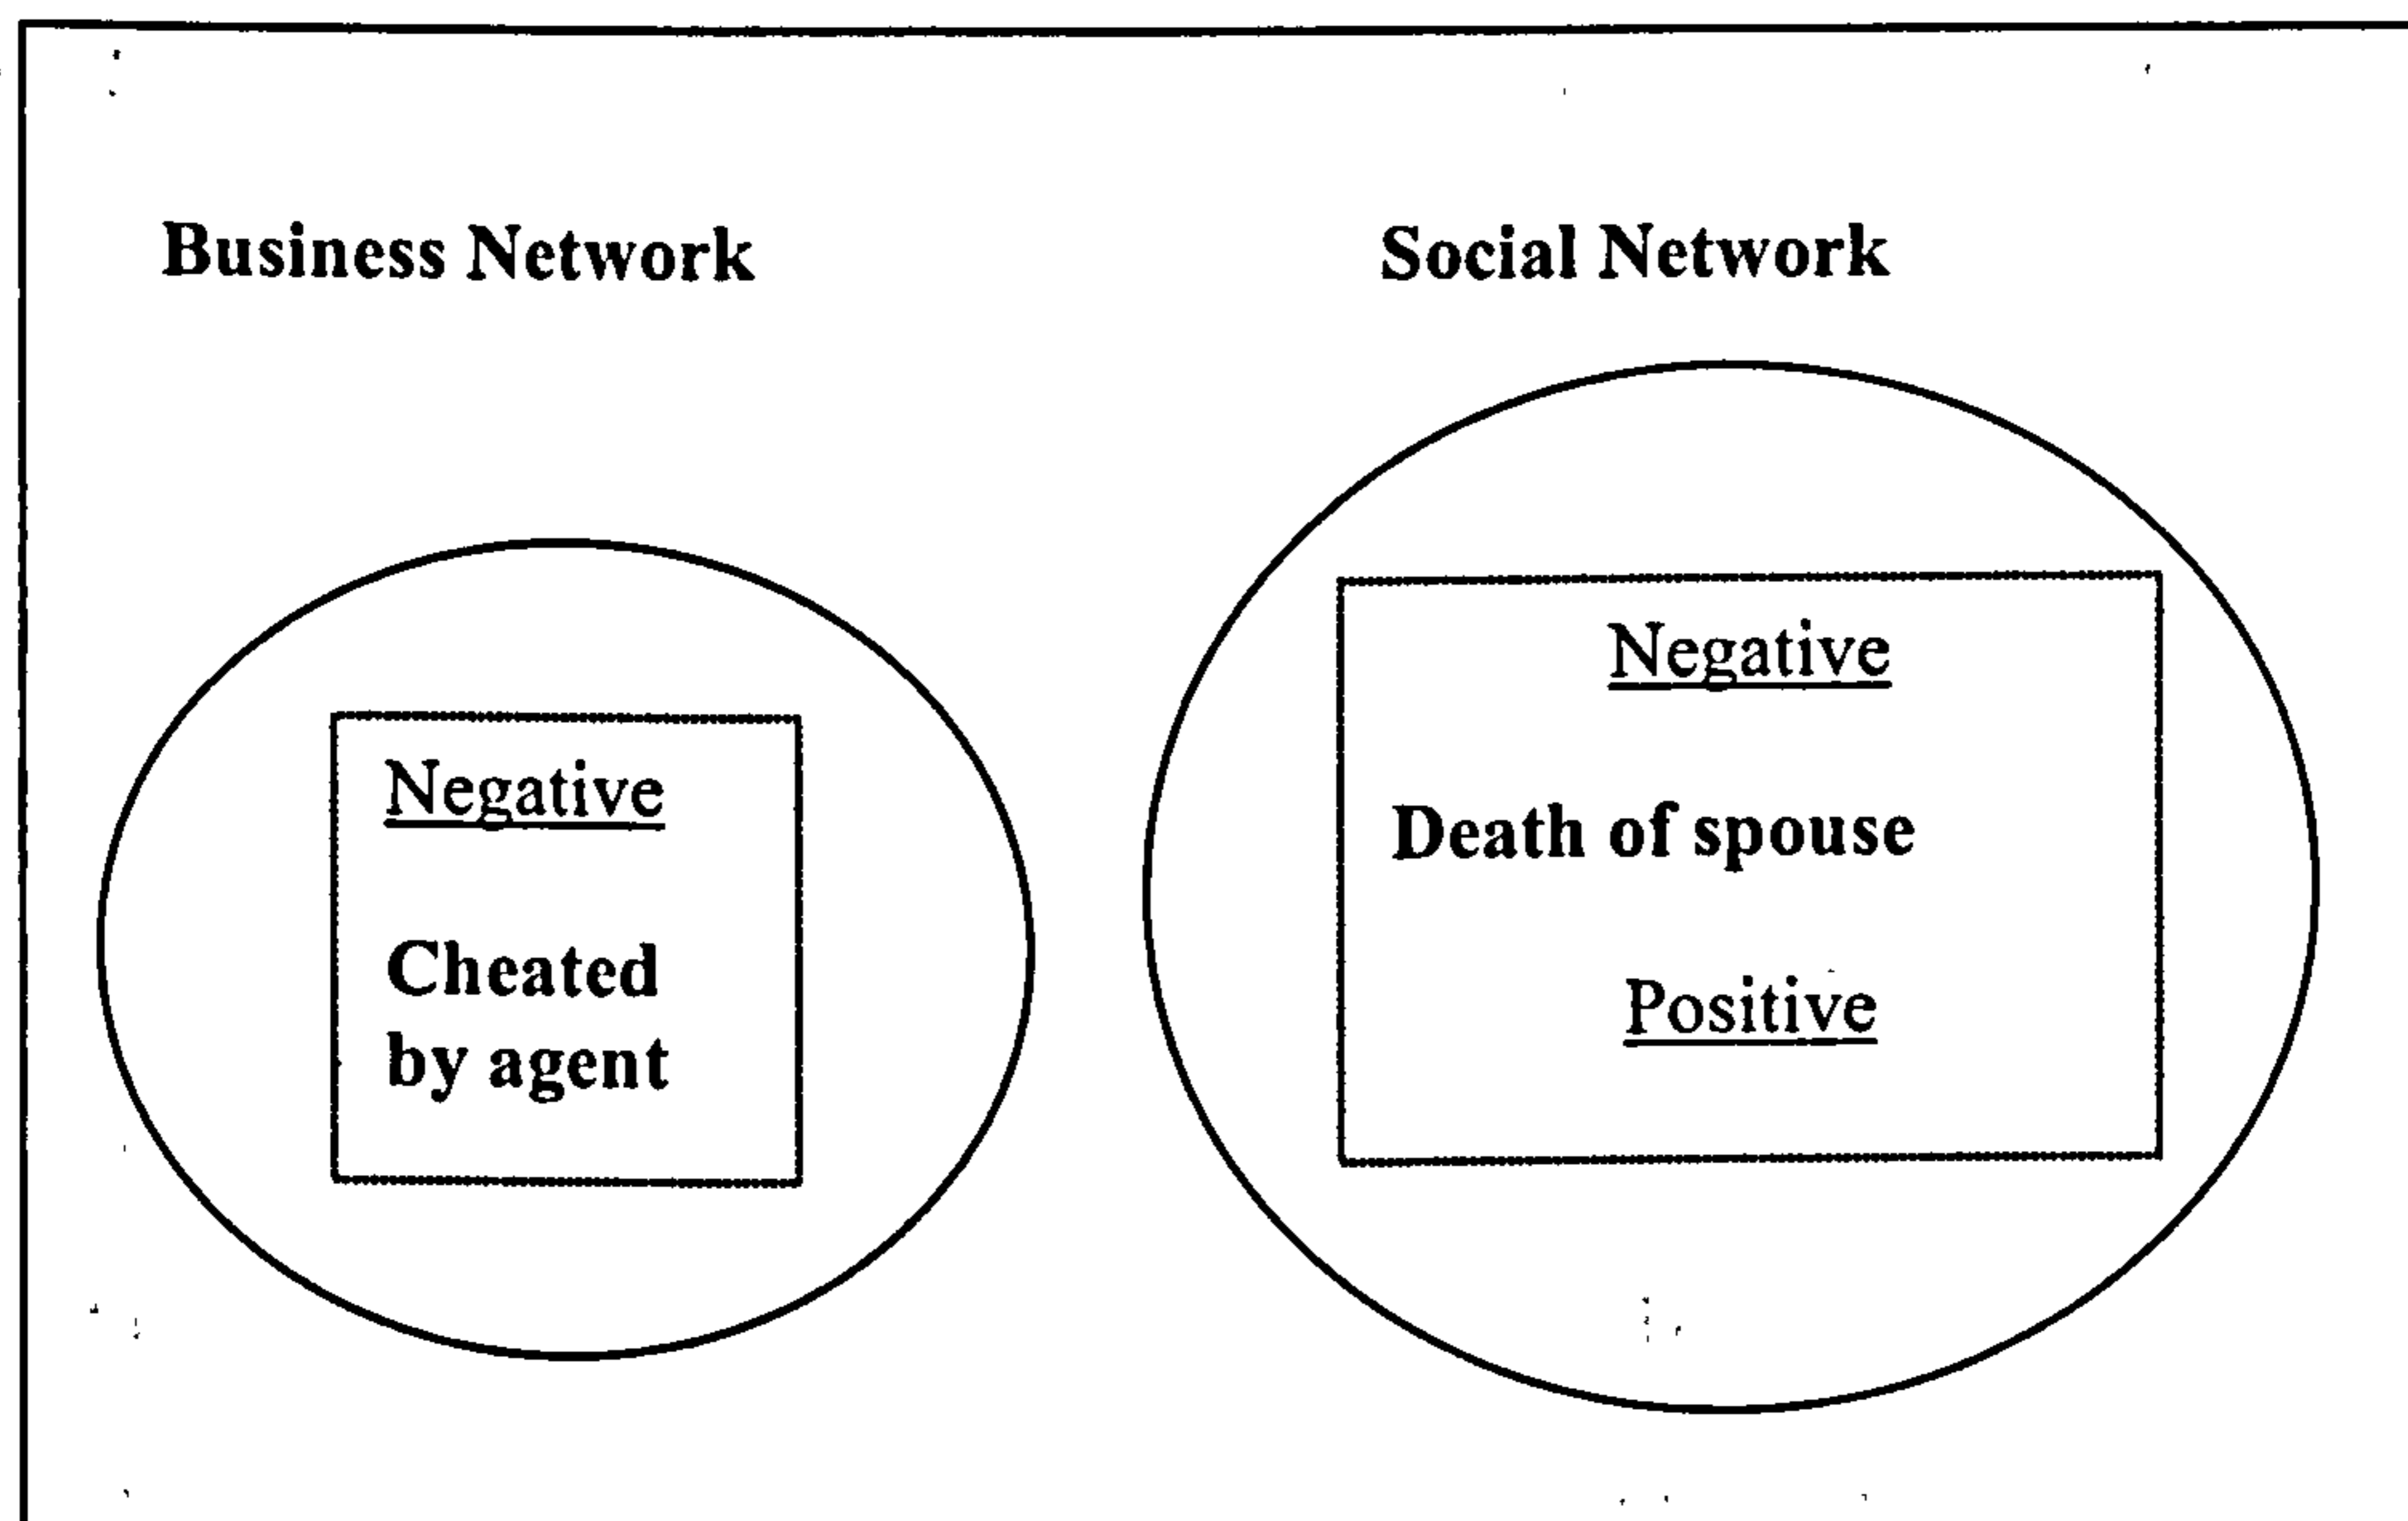 Business Network
Social Network
Negative
Cheated
by agent
Negative
Death of spouse
Positive